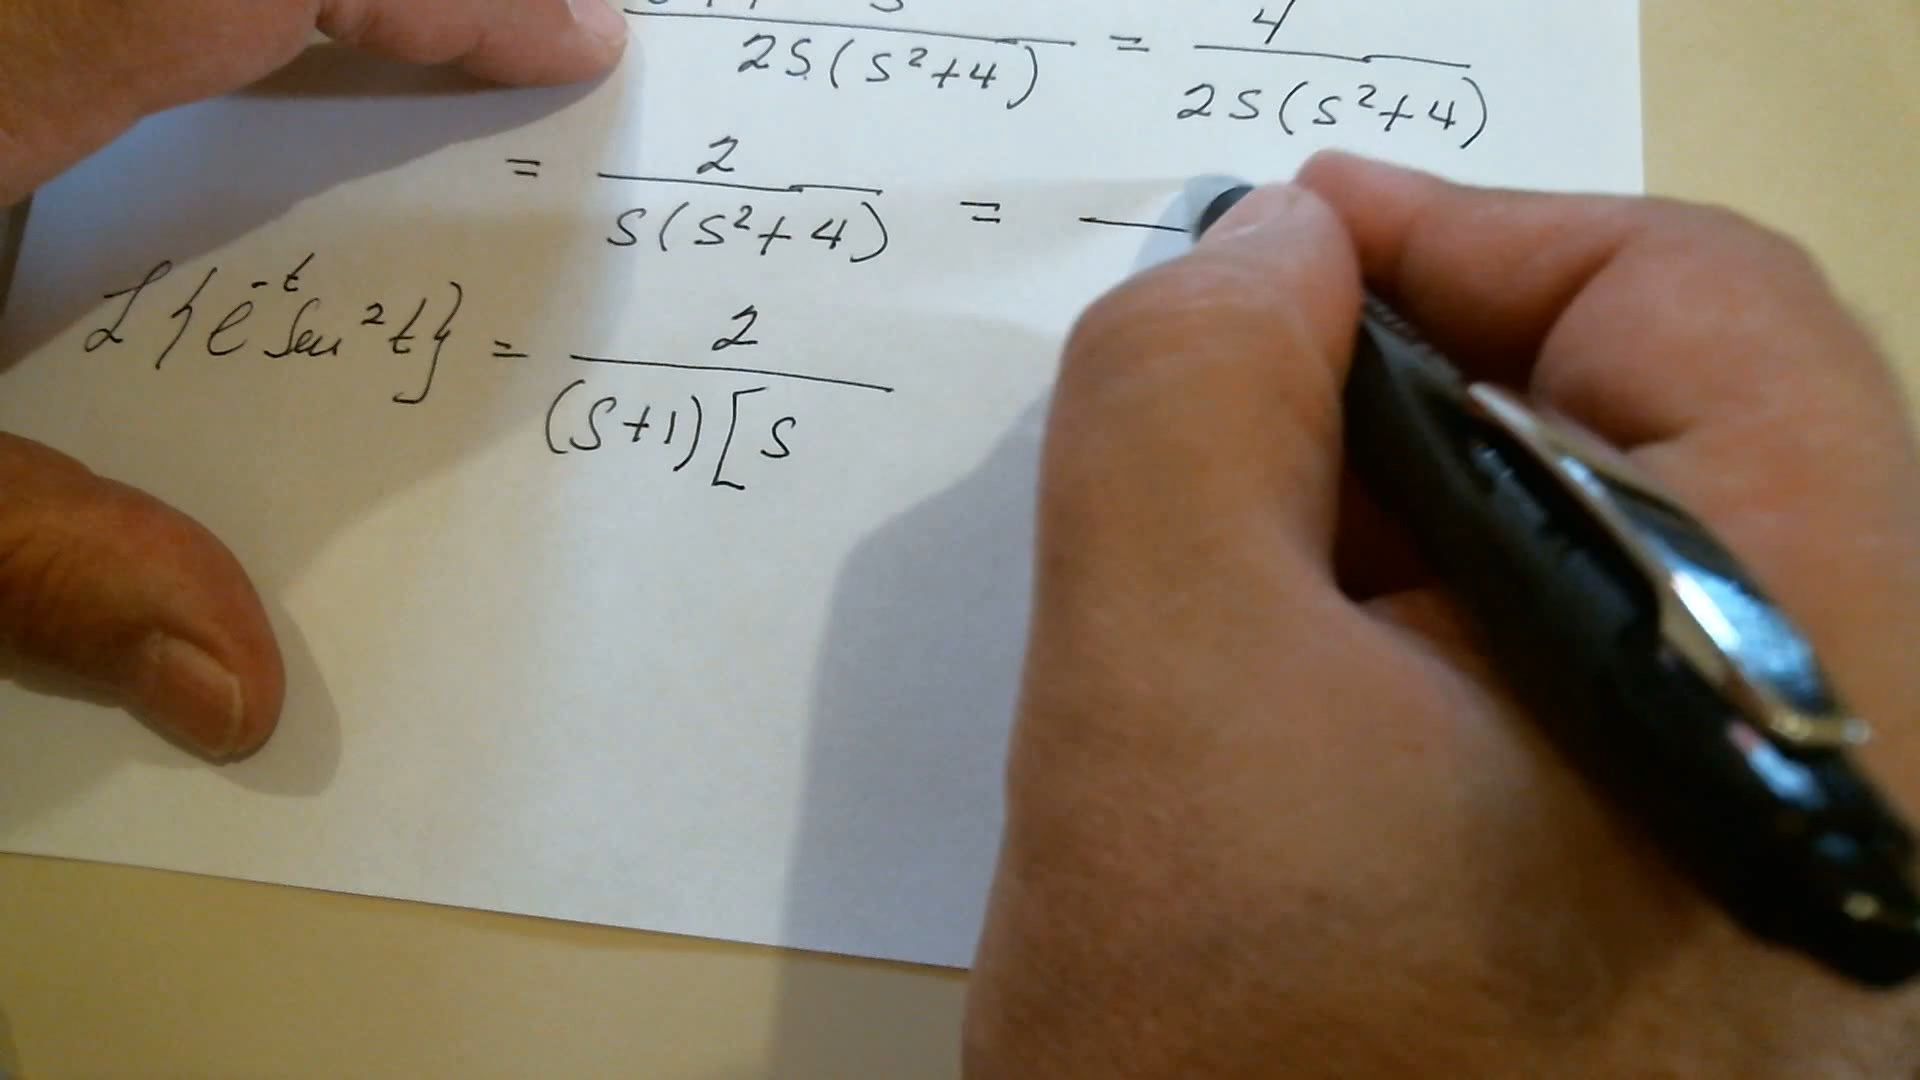 2S(S²+4) = 4/2S(S²+4)
= 2/S(S²+4) =
L{e^-t Sen²t} = 2/(S+1)[S